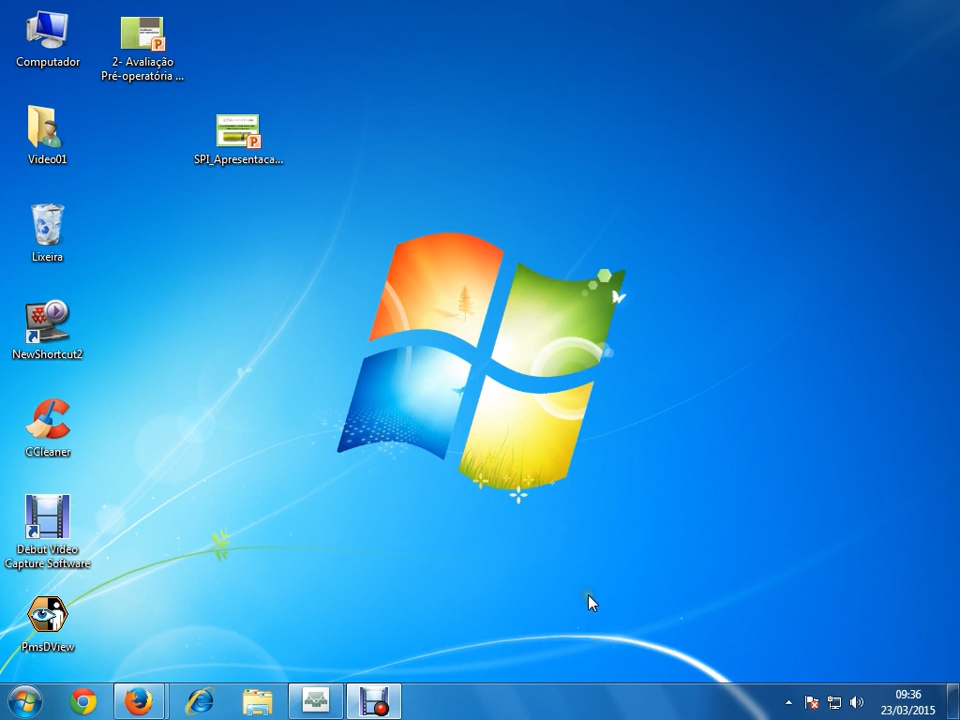 Computador
2- Avaliação
Pré-operatória ...
Video01
SPI_Apresentaca...
Lixeira
NewShortcut2
CCleaner
Debut Video
Capture Software
PmsDView
09:36
23/03/2015